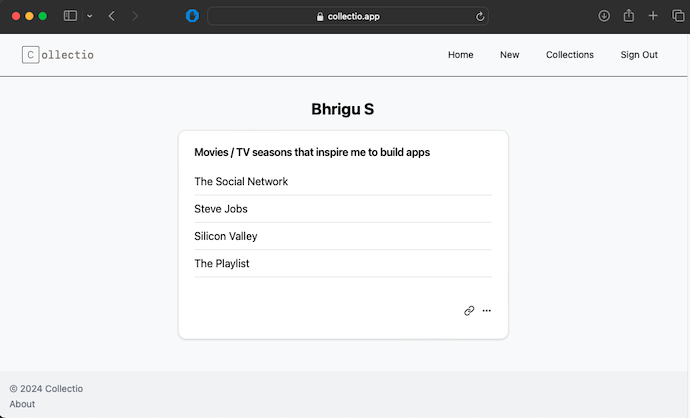 collectio.app
Collectio
Home New Collections Sign Out
Bhrigu S
Movies / TV seasons that inspire me to build apps
The Social Network
Steve Jobs
Silicon Valley
The Playlist
© 2024 Collectio
About